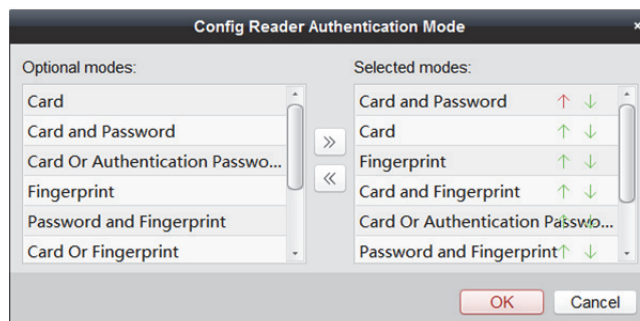 Config Reader Authentication Mode
×
Optional modes:
Card
Card and Password
Card Or Authentication Passwo...
Fingerprint
Password and Fingerprint
Card Or Fingerprint
Selected modes:
Card and Password
Card
Fingerprint
Card and Fingerprint
Card Or Authentication Passwo...
Password and Fingerprint
OK
Cancel